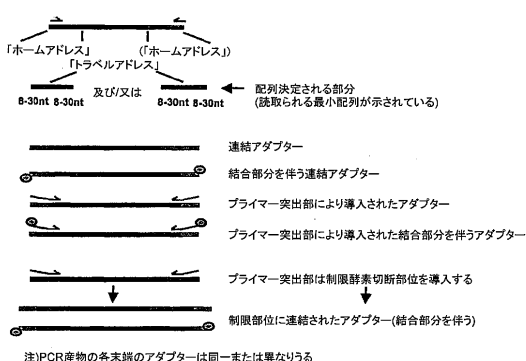 「ホームアドレス」
(「ホームアドレス」)
「トラベルアドレス」
8-30nt 8-30nt
及び/又は
8-30nt 8-30nt
配列決定される部分
(読取られる最小配列が示されている)
連結アダプター
結合部分を伴う連結アダプター
プライマー突出部により導入されたアダプター
プライマー突出部により導入された結合部分を伴うアダプター
プライマー突出部は制限酵素切断部位を導入する
制限部位に連結されたアダプター(結合部分を伴う)
注)PCR産物の各末端のアダプターは同一または異なりうる